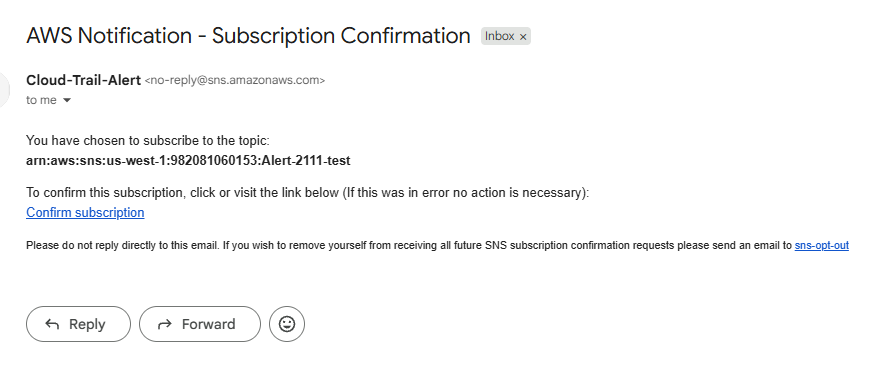 AWS Notification - Subscription Confirmation Inbox ×
Cloud-Trail-Alert <no-reply@sns.amazonaws.com>
to me
You have chosen to subscribe to the topic:
arn:aws:sns:us-west-1:982081060153:Alert-2111-test
To confirm this subscription, click or visit the link below (If this was in error no action is necessary):
Confirm subscription
Please do not reply directly to this email. If you wish to remove yourself from receiving all future SNS subscription confirmation requests please send an email to sns-opt-out
Reply Forward